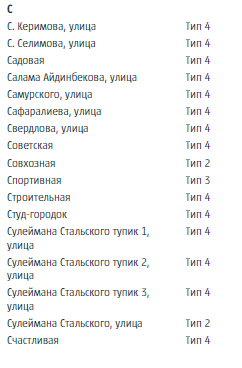 С
С. Керимова, улица Тип 4
С. Селимова, улица Тип 4
Садовая Тип 4
Салама Айдинбекова, улица Тип 4
Самурского, улица Тип 4
Сафаралиева, улица Тип 4
Свердлова, улица Тип 4
Советская Тип 4
Совхозная Тип 2
Спортивная Тип 3
Строительная Тип 4
Студ-городок Тип 4
Сулеймана Стальского тупик 1, Тип 4
улица
Сулеймана Стальского тупик 2, Тип 4
улица
Сулеймана Стальского тупик 3, Тип 4
улица
Сулеймана Стальского, улица Тип 2
Счастливая Тип 4